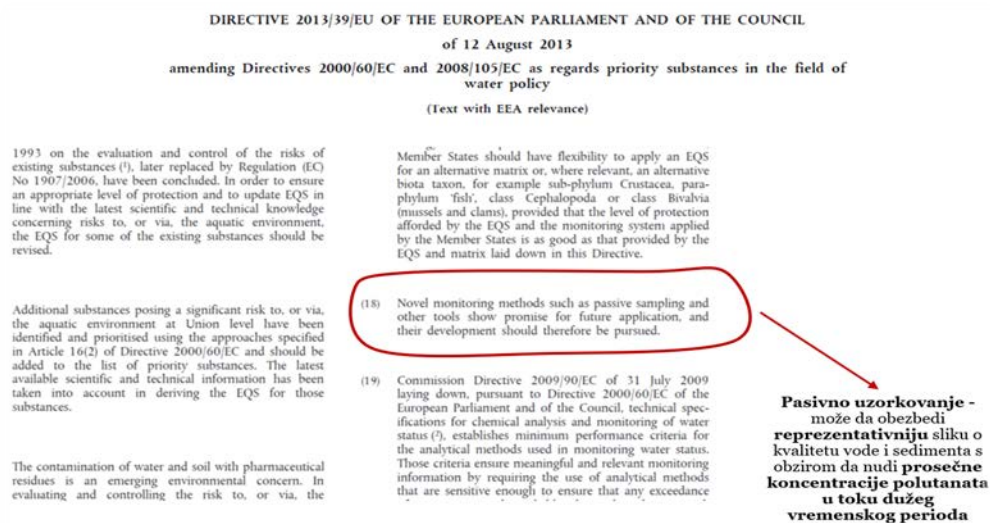 DIRECTIVE 2013/39/EU OF THE EUROPEAN PARLIAMENT AND OF THE COUNCIL
of 12 August 2013
amending Directives 2000/60/EC and 2008/105/EC as regards priority substances in the field of
water policy
(Text with EEA relevance)
1993 on the evaluation and control of the risks of
existing substances (¹), later replaced by Regulation (EC)
No 1907/2006, have been concluded. In order to ensure
an appropriate level of protection and to update EQS in
line with the latest scientific and technical knowledge
concerning risks to, or via, the aquatic environment,
the EQS for some of the existing substances should be
revised.
Additional substances posing a significant risk to, or via,
the aquatic environment at Union level have been
identified and prioritised using the approaches specified
in Article 16(2) of Directive 2000/60/EC and should be
added to the list of priority substances. The latest
available scientific and technical information has been
taken into account in deriving the EQS for those
substances.
The contamination of water and soil with pharmaceutical
residues is an emerging environmental concern. In
evaluating and controlling the risk to, or via, the
Member States should have flexibility to apply an EQS
for an alternative matrix or, where relevant, an alternative
biota taxon, for example sub-phylum Crustacea, para-
phylum 'fish', class Cephalopoda or class Bivalvia
(mussels and clams), provided that the level of protection
afforded by the EQS and the monitoring system applied
by the Member States is as good as that provided by the
EQS and matrix laid down in this Directive.
(18) Novel monitoring methods such as passive sampling and
other tools show promise for future application, and
their development should therefore be pursued.
(19) Commission Directive 2009/90/EC of 31 July 2009
laying down, pursuant to Directive 2000/60/EC of the
European Parliament and of the Council, technical spec-
ifications for chemical analysis and monitoring of water
status (²), establishes minimum performance criteria for
the analytical methods used in monitoring water status.
Those criteria ensure meaningful and relevant monitoring
information by requiring the use of analytical methods
that are sensitive enough to ensure that any exceedance
Pasivno uzorkovanje -
može da obezbedi
reprezentativniju sliku o
kvalitetu vode i sedimenta s
obzirom da nudi prosečne
koncentracije polutanata
u toku dužeg
vremenskog perioda